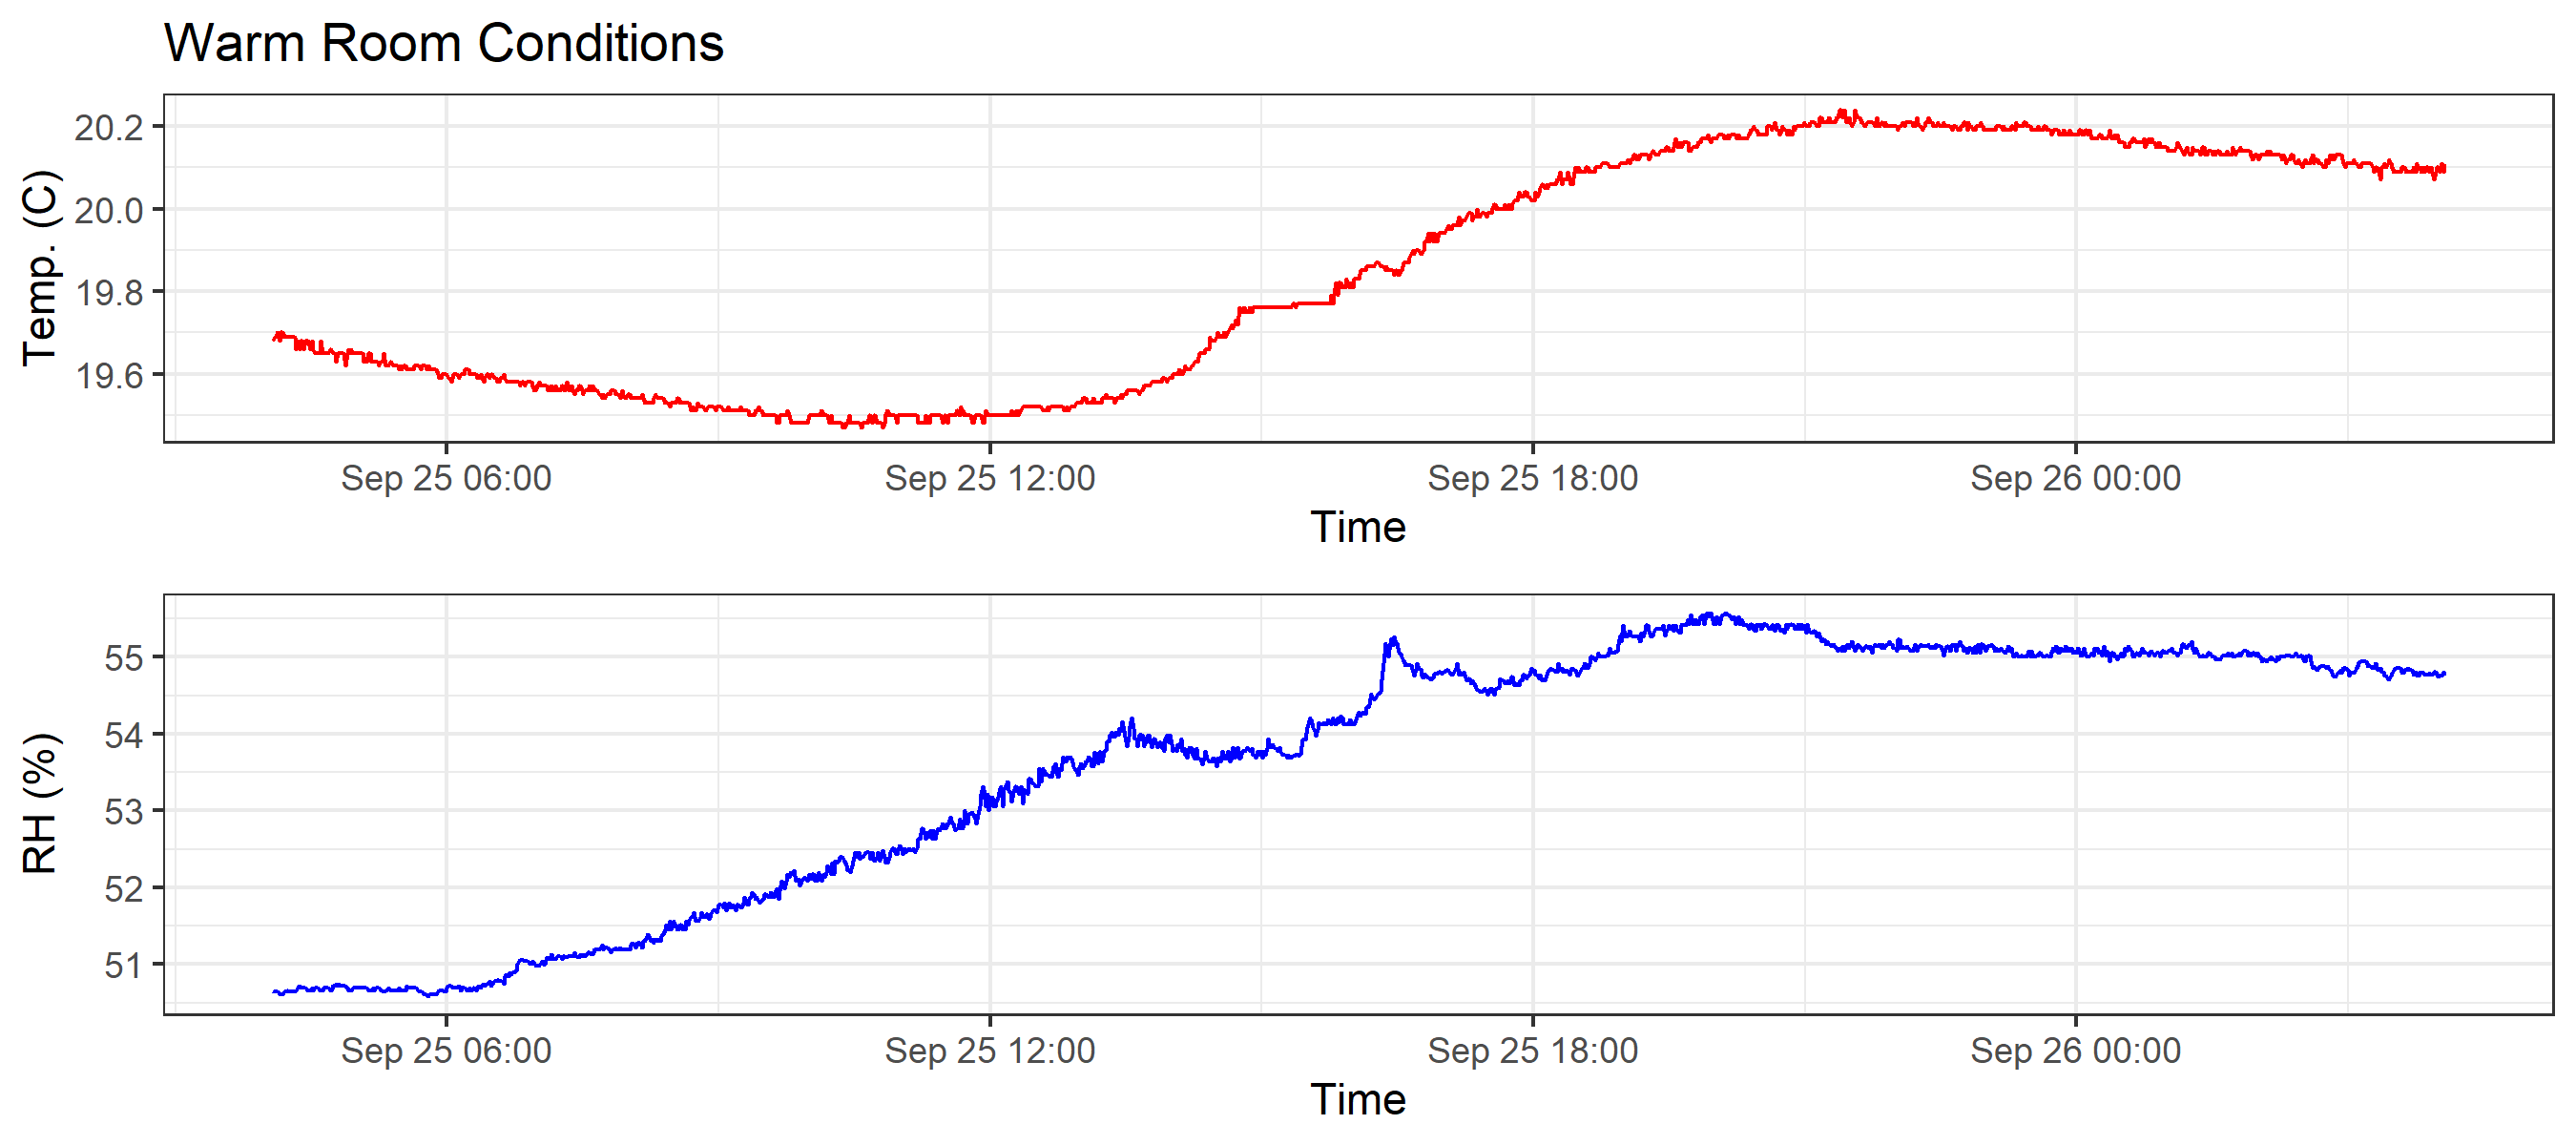 Warm Room Conditions
Temp. (C)
20.2
20.0
19.8
19.6
Sep 25 06:00 Sep 25 12:00 Sep 25 18:00 Sep 26 00:00
Time
RH (%)
55
54
53
52
51
Sep 25 06:00 Sep 25 12:00 Sep 25 18:00 Sep 26 00:00
Time